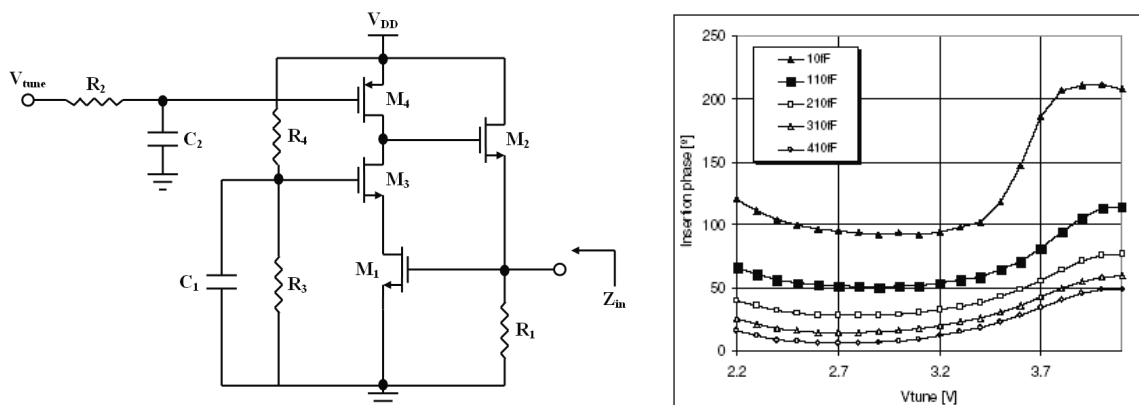 V_DD
V_tune
R_2
M_4
C_2
R_4
M_2
M_3
C_1
R_3
M_1
Z_in
R_1
250
200
150
100
50
0
Insertion phase [º]
10fF
110fF
210fF
310fF
410fF
2.2
2.7
3.2
3.7
Vtune [V]